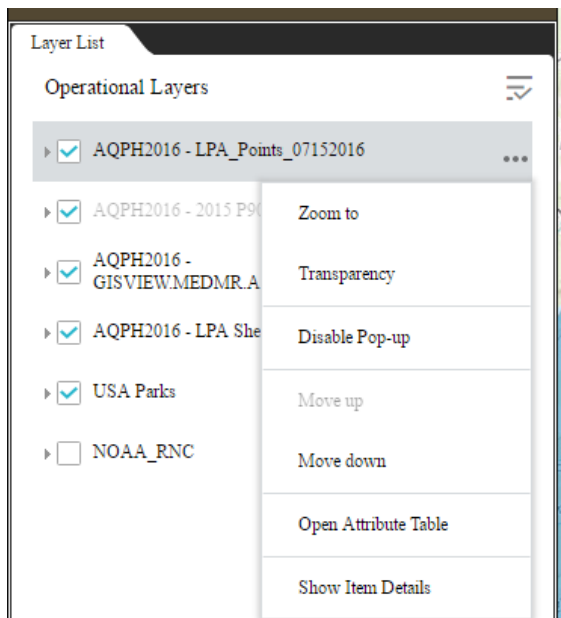 Layer List
Operational Layers
AQPH2016 - LPA_Points_07152016
AQPH2016 - 2015 P90
Zoom to
AQPH2016 -
GISVIEW.MEDMR.A
Transparency
AQPH2016 - LPA She
Disable Pop-up
USA Parks
Move up
NOAA_RNC
Move down
Open Attribute Table
Show Item Details